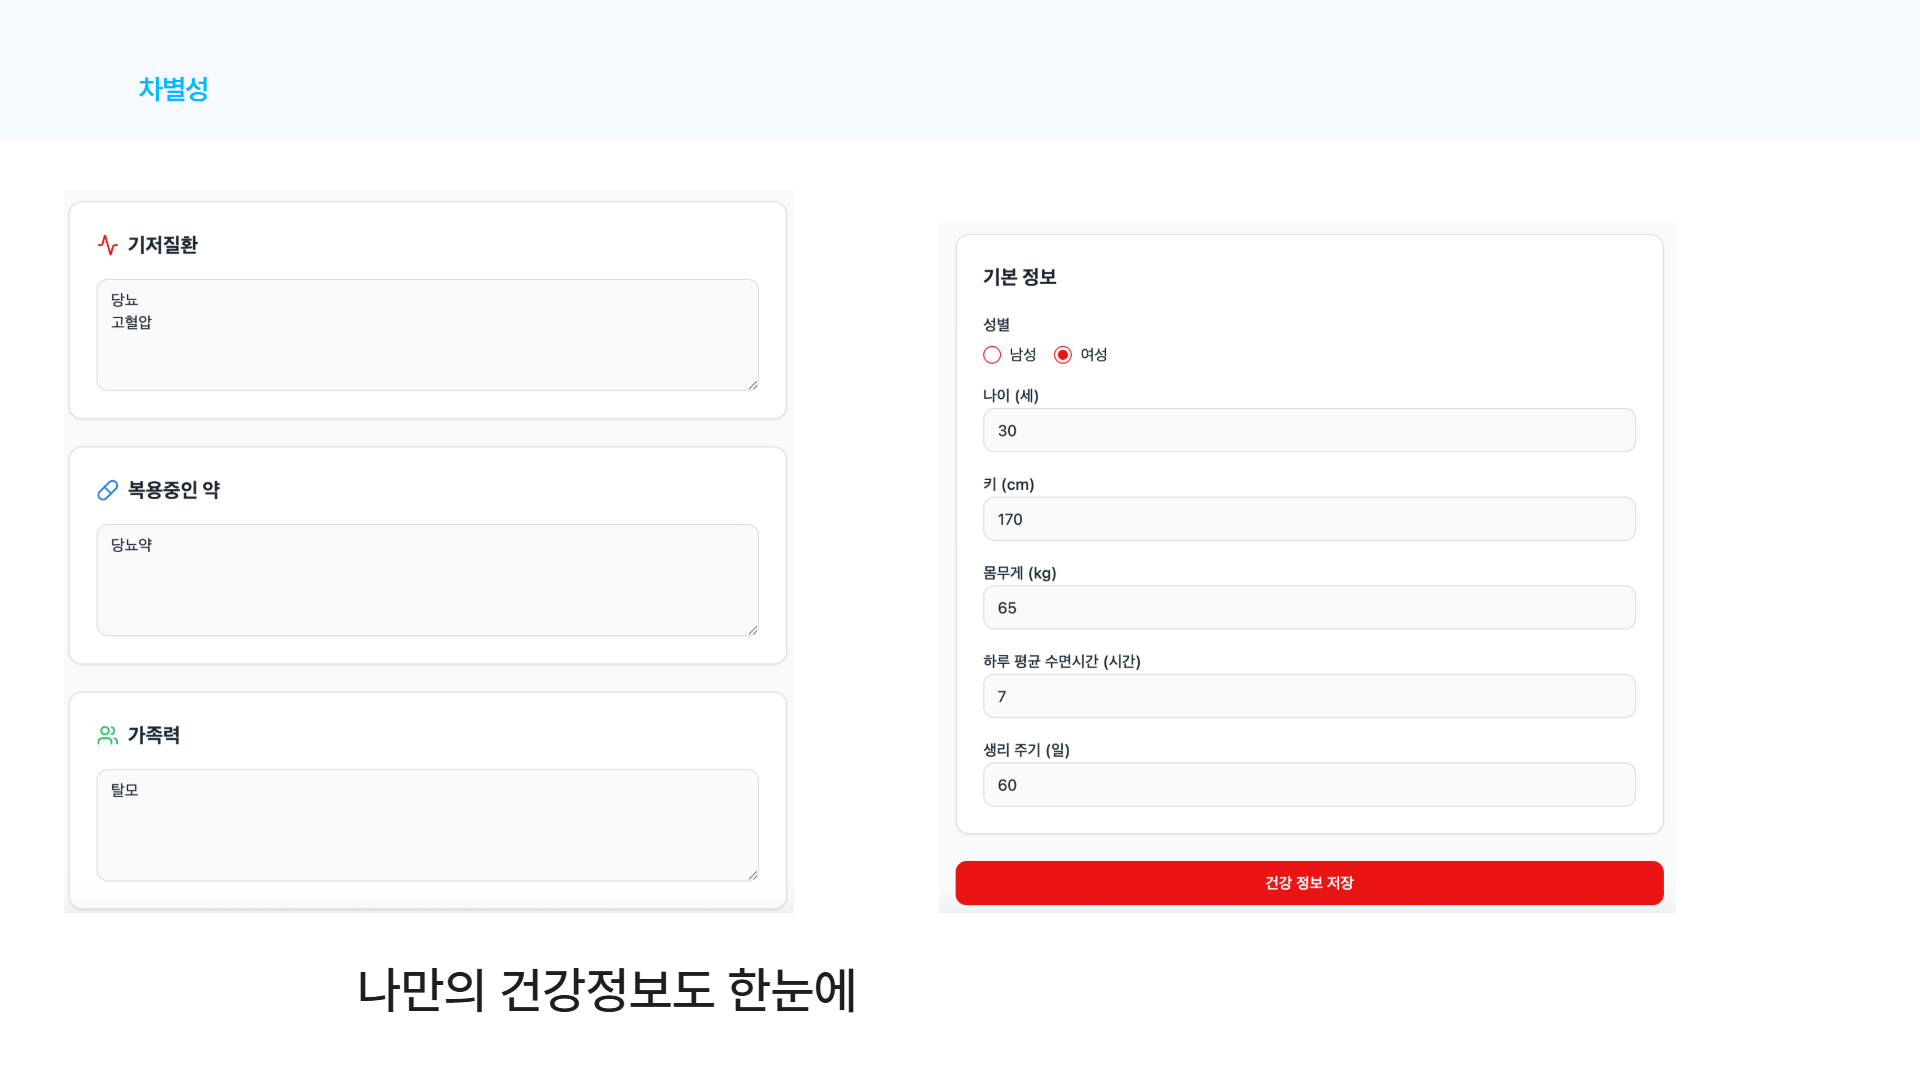 차별성
기저질환
당뇨
고혈압
복용중인 약
당뇨약
가족력
탈모
기본 정보
성별
남성 여성
나이 (세)
30
키 (cm)
170
몸무게 (kg)
65
하루 평균 수면시간 (시간)
7
생리 주기 (일)
60
건강 정보 저장
나만의 건강정보도 한눈에